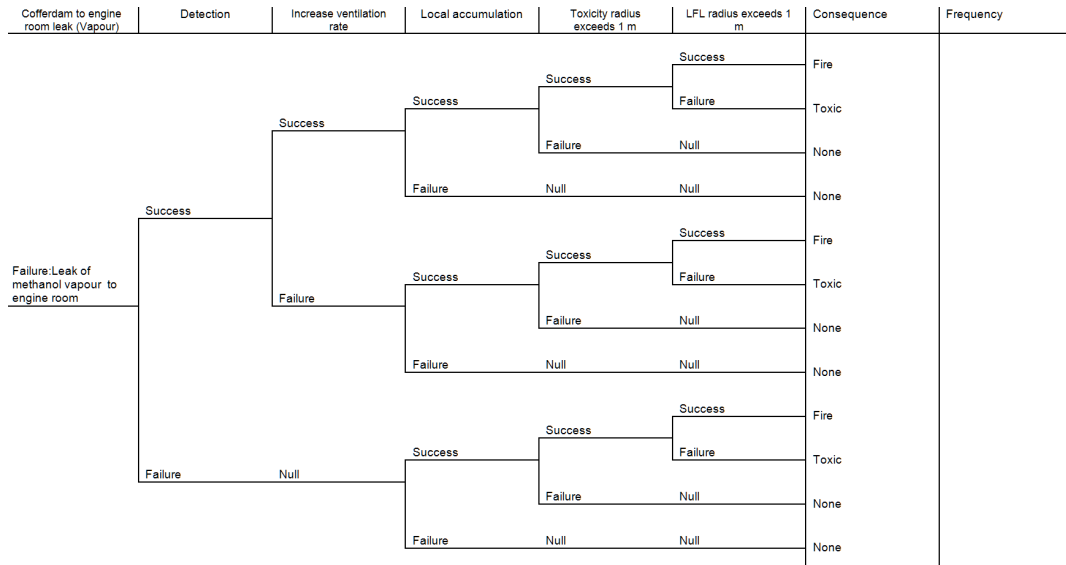 Cofferdam to engine
room leak (Vapour)
Detection
Increase ventilation
rate
Local accumulation
Toxicity radius
exceeds 1 m
LFL radius exceeds 1
m
Consequence
Frequency
Success
Fire
Success
Success
Failure
Toxic
Success
Failure
Null
None
Failure
Null
Null
None
Success
Success
Fire
Success
Failure:Leak of
methanol vapour to
engine room
Success
Failure
Toxic
Failure
Failure
Null
None
Failure
Null
Null
None
Success
Fire
Success
Success
Failure
Toxic
Failure
Null
Failure
Null
None
Failure
Null
Null
None